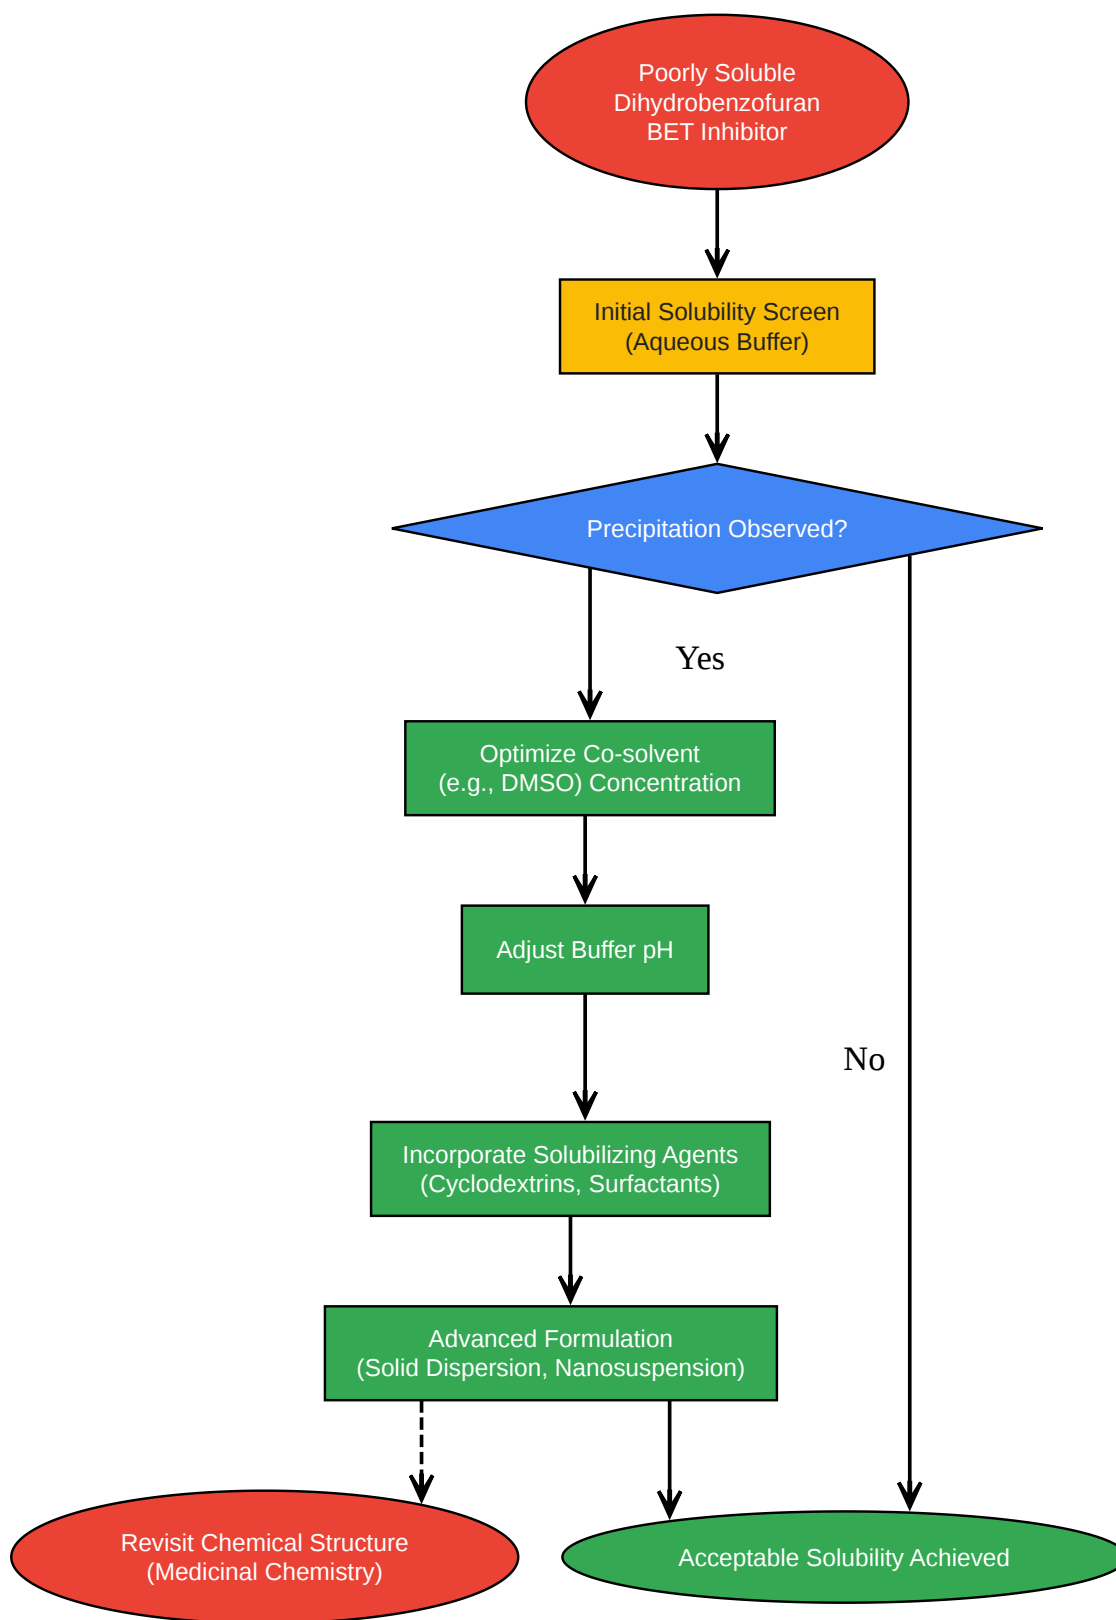 Poorly Soluble
Dihydrobenzofuran
BET Inhibitor
Initial Solubility Screen
(Aqueous Buffer)
Precipitation Observed?
Yes
Optimize Co-solvent
(e.g., DMSO) Concentration
Adjust Buffer pH
No
Incorporate Solubilizing Agents
(Cyclodextrins, Surfactants)
Advanced Formulation
(Solid Dispersion, Nanosuspension)
Revisit Chemical Structure
(Medicinal Chemistry)
Acceptable Solubility Achieved